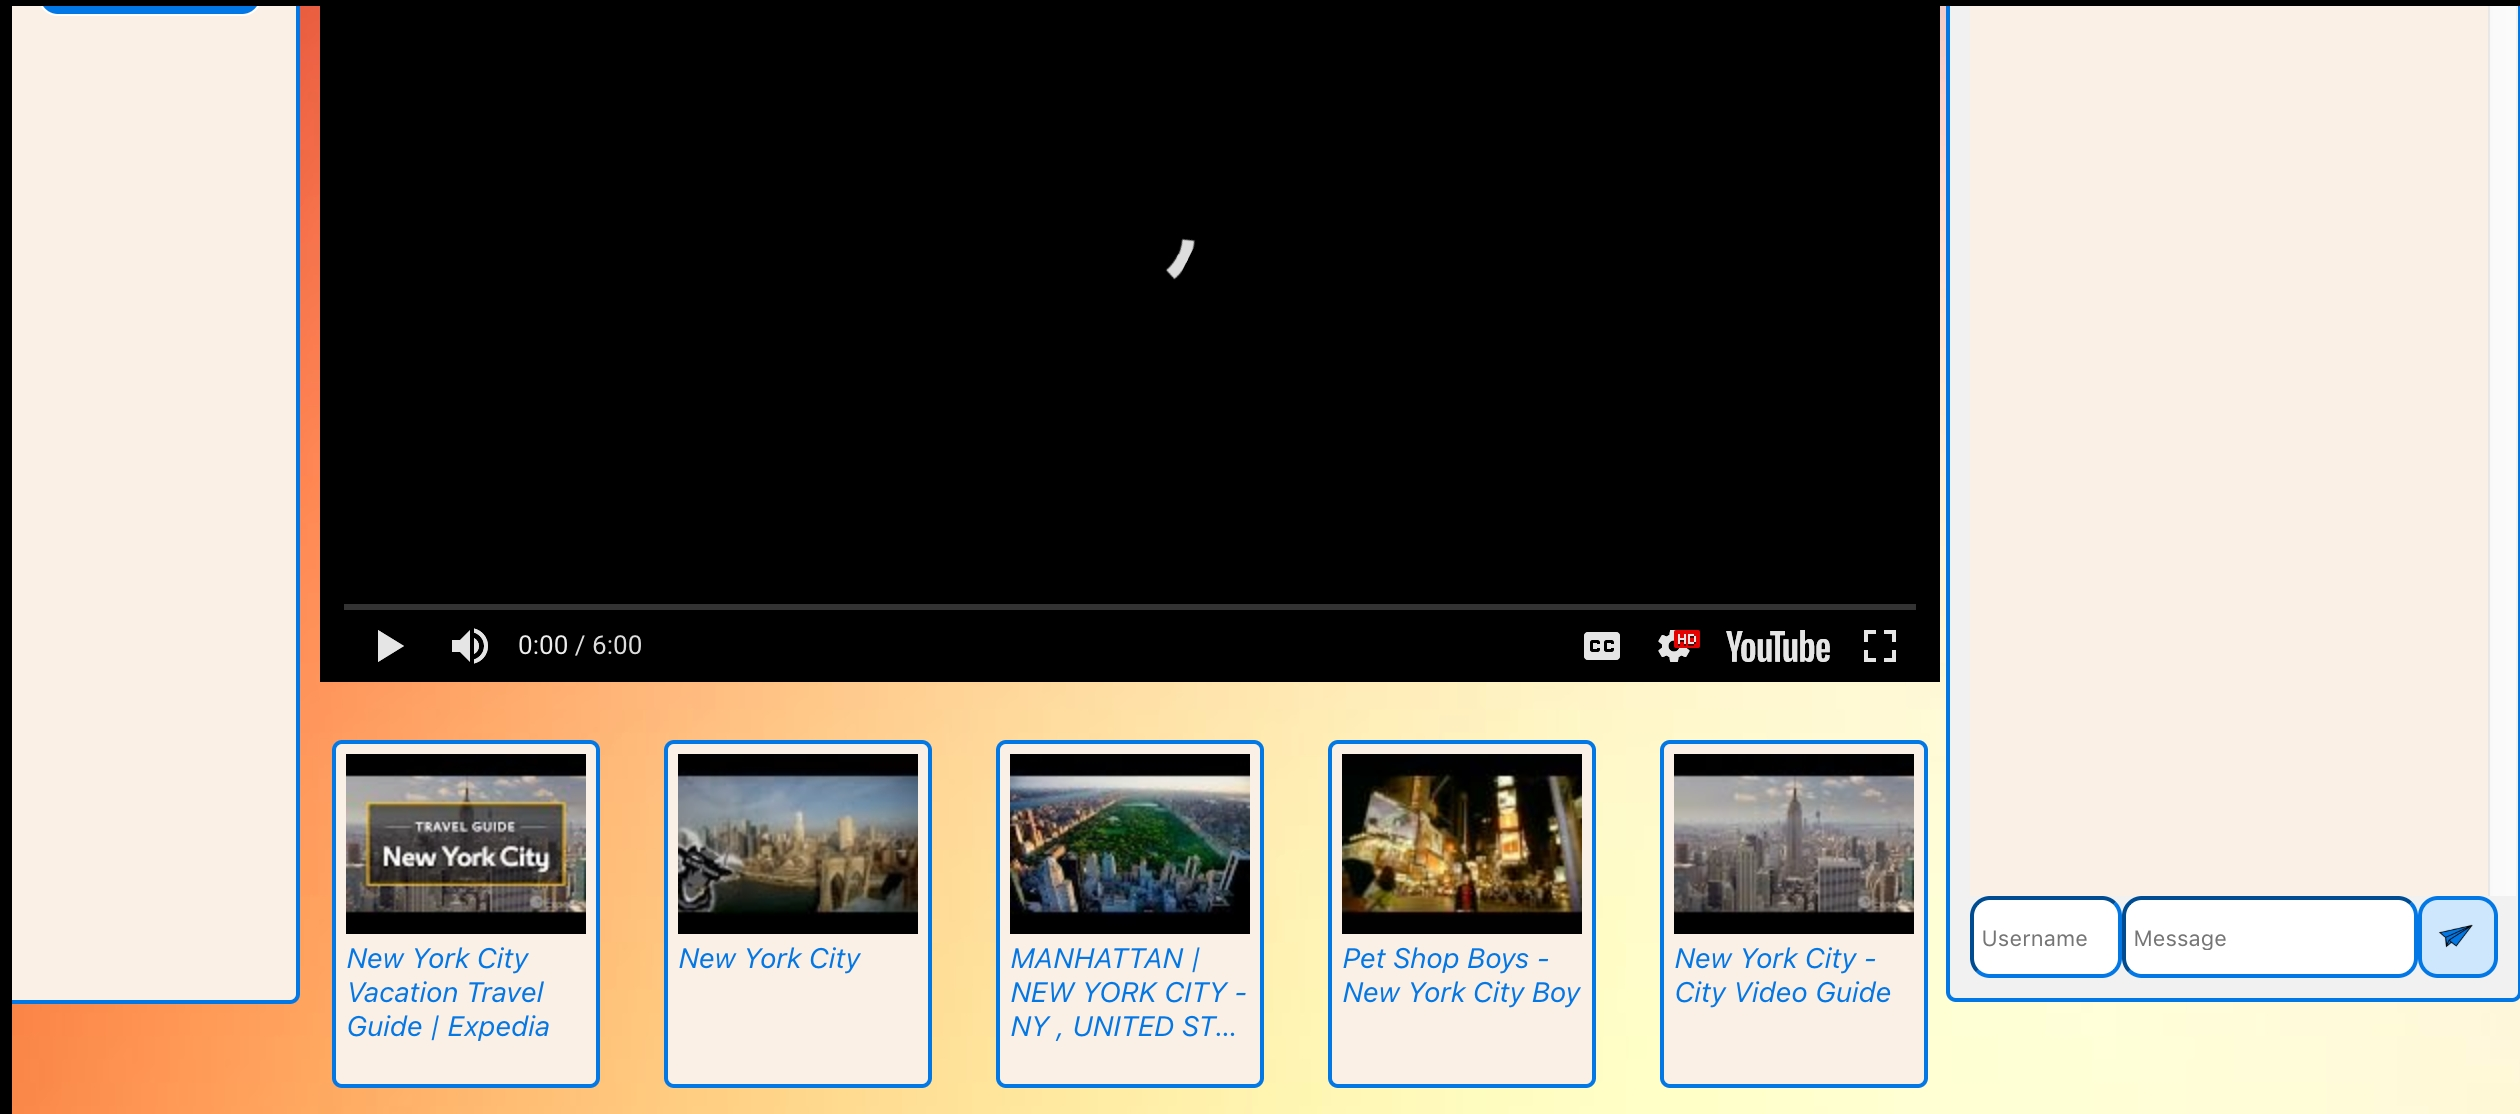 0:00 / 6:00
CC
HD
YouTube
TRAVEL GUIDE
New York City
New York City
Vacation Travel
Guide | Expedia
New York City
MANHATTAN |
NEW YORK CITY -
NY , UNITED ST...
Pet Shop Boys -
New York City Boy
New York City -
City Video Guide
Username
Message